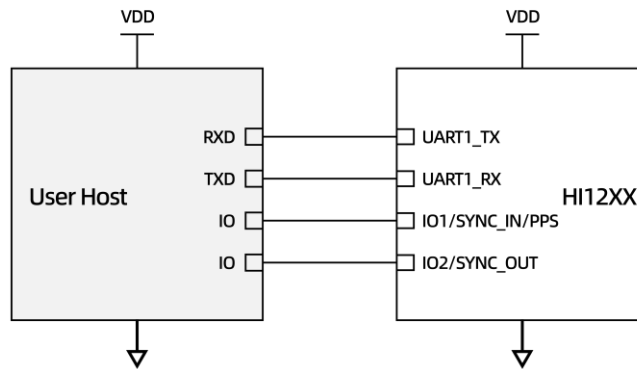 VDD
VDD
RXD
UART1_TX
TXD
UART1_RX
User Host
HI12XX
IO
IO1/SYNC_IN/PPS
IO
IO2/SYNC_OUT